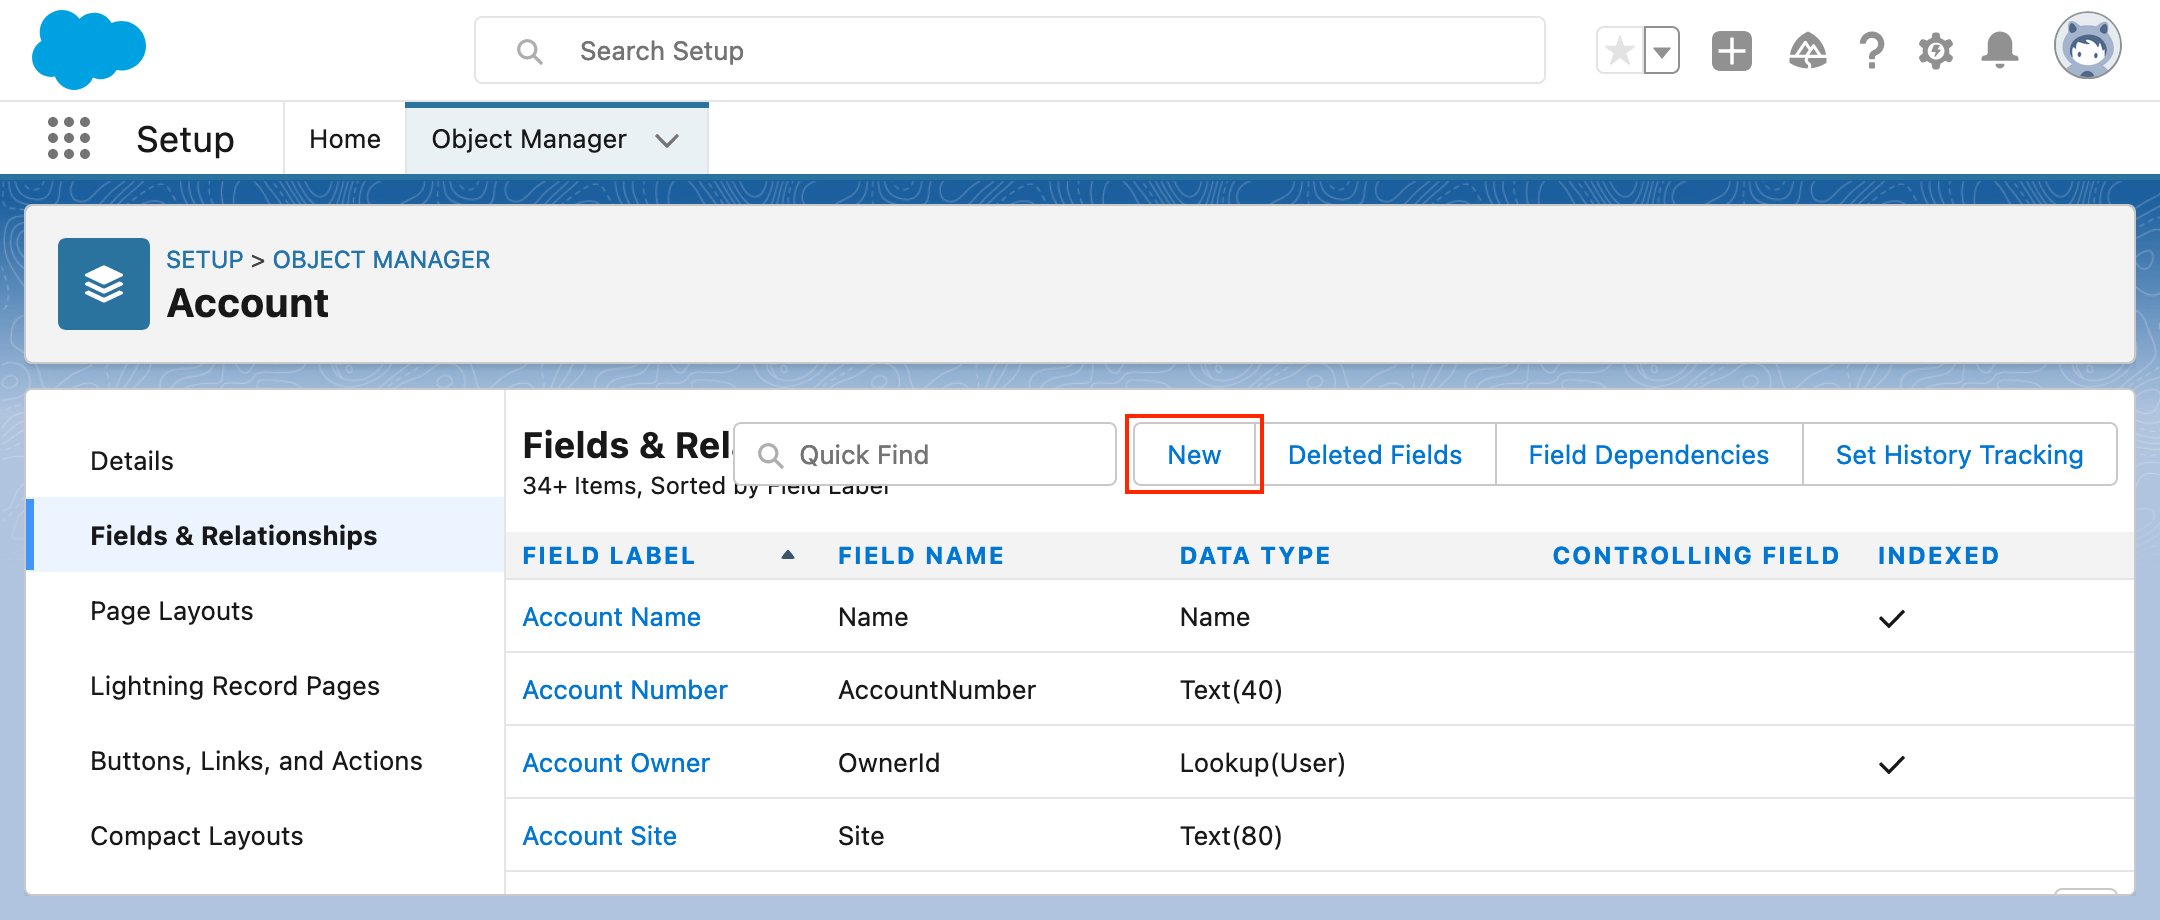 Search Setup
Setup
Home
Object Manager
SETUP > OBJECT MANAGER
Account
Details
Fields & Relationships
Page Layouts
Lightning Record Pages
Buttons, Links, and Actions
Compact Layouts
Fields & Rel
Quick Find
New
Deleted Fields
Field Dependencies
Set History Tracking
34+ Items, Sorted by Field Label
FIELD LABEL FIELD NAME DATA TYPE CONTROLLING FIELD INDEXED
Account Name Name Name
Account Number AccountNumber Text(40)
Account Owner OwnerId Lookup(User)
Account Site Site Text(80)